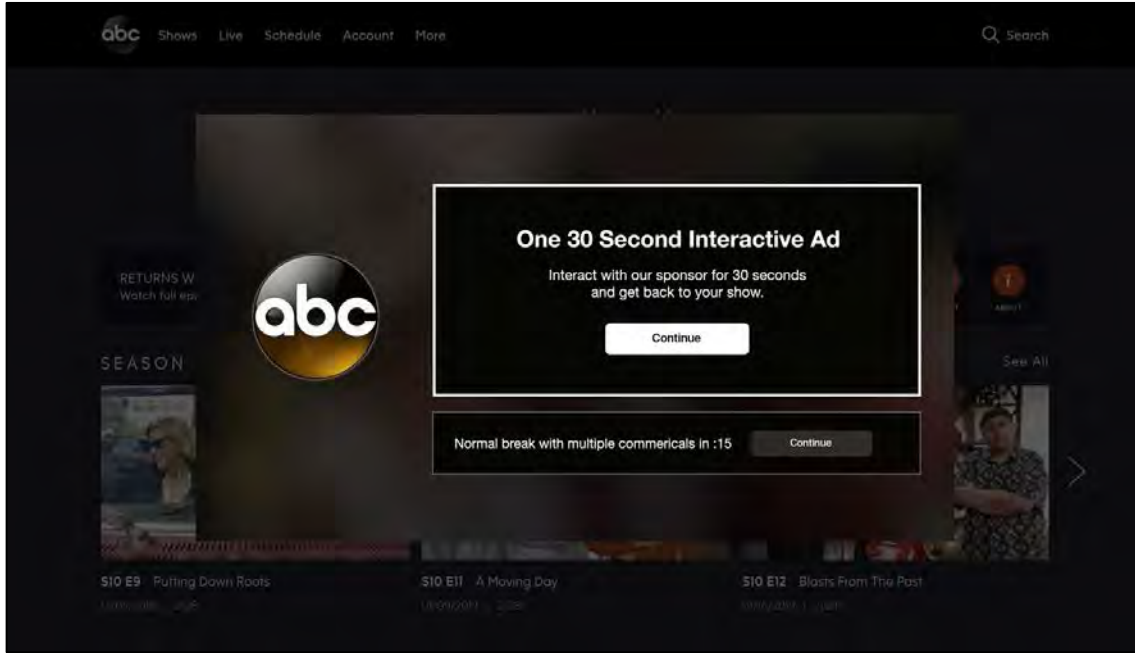 abc Shows Live Schedule Account More Search
One 30 Second Interactive Ad
Interact with our sponsor for 30 seconds
and get back to your show.
Continue
abc
RETURNS W
Watch full
ABOUT
SEASON See All
Normal break with multiple commericals in :15 Continue
S10 E9 Putting Down Roots S10 E11 A Moving Day S10 E12 Blasts From The Past